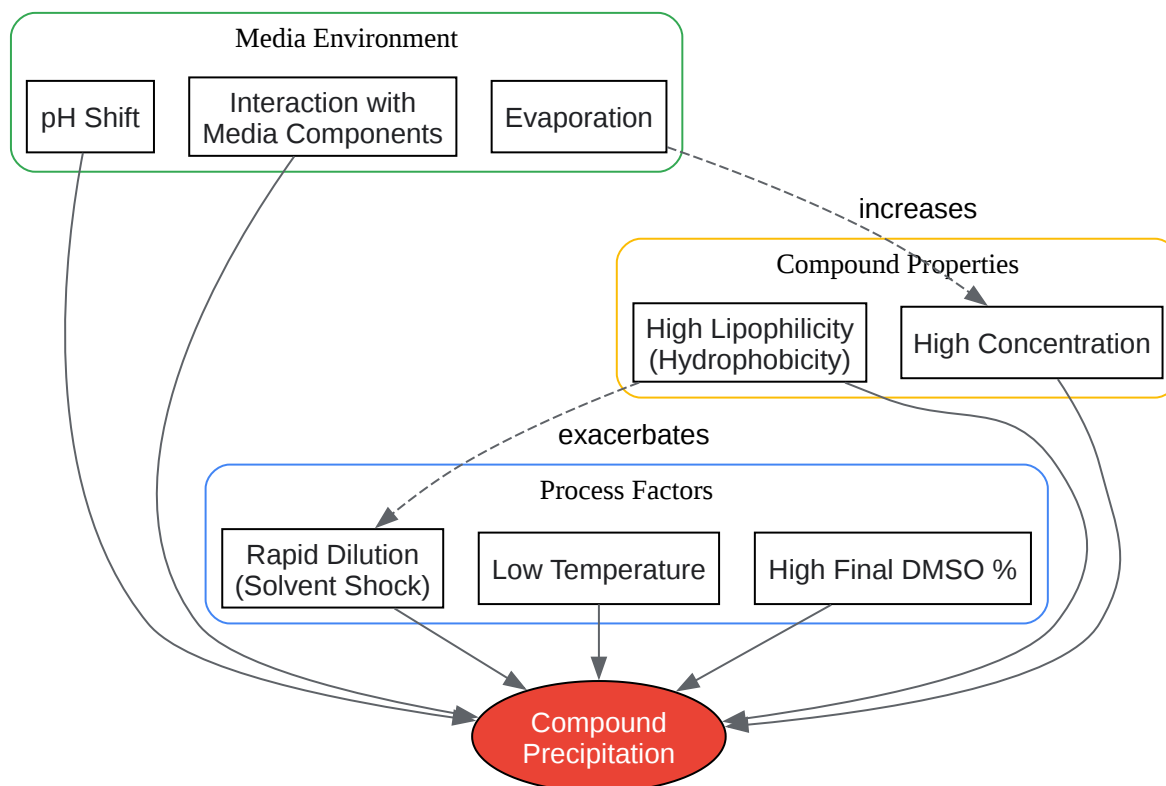 Media Environment
pH Shift
Interaction with
Media Components
Evaporation
increases
Compound Properties
High Lipophilicity
(Hydrophobicity)
High Concentration
exacerbates
Process Factors
Rapid Dilution
(Solvent Shock)
Low Temperature
High Final DMSO %
Compound
Precipitation